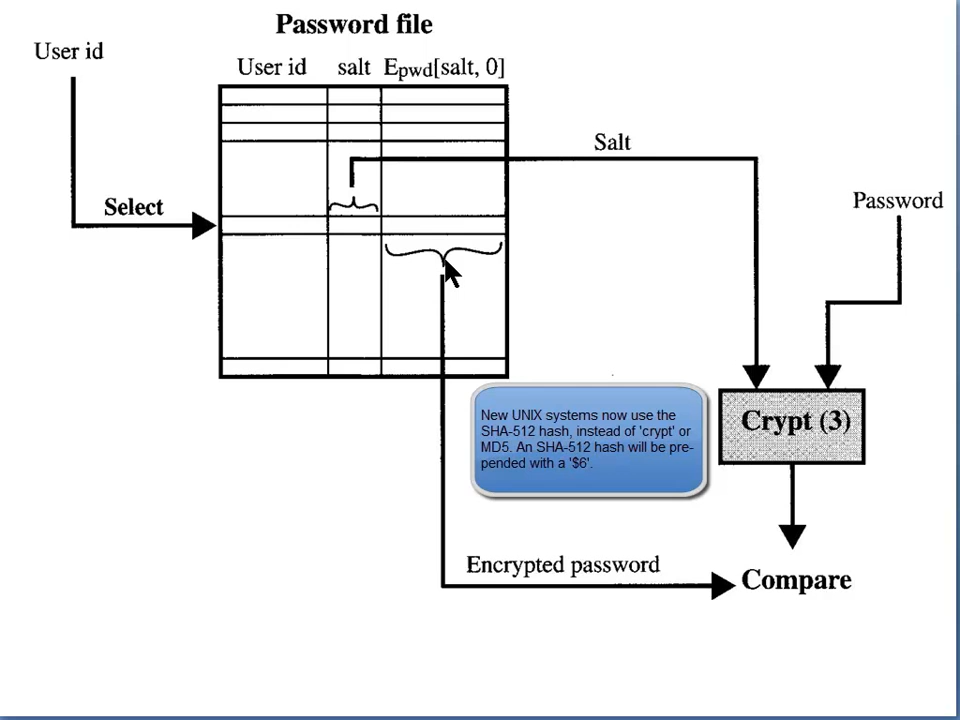 Password file
User id
User id salt Epwd[salt, 0]
Salt
Password
Select
New UNIX systems now use the
SHA-512 hash, instead of 'crypt' or
MD5. An SHA-512 hash will be pre-
pended with a '$6'.
Crypt (3)
Encrypted password
Compare